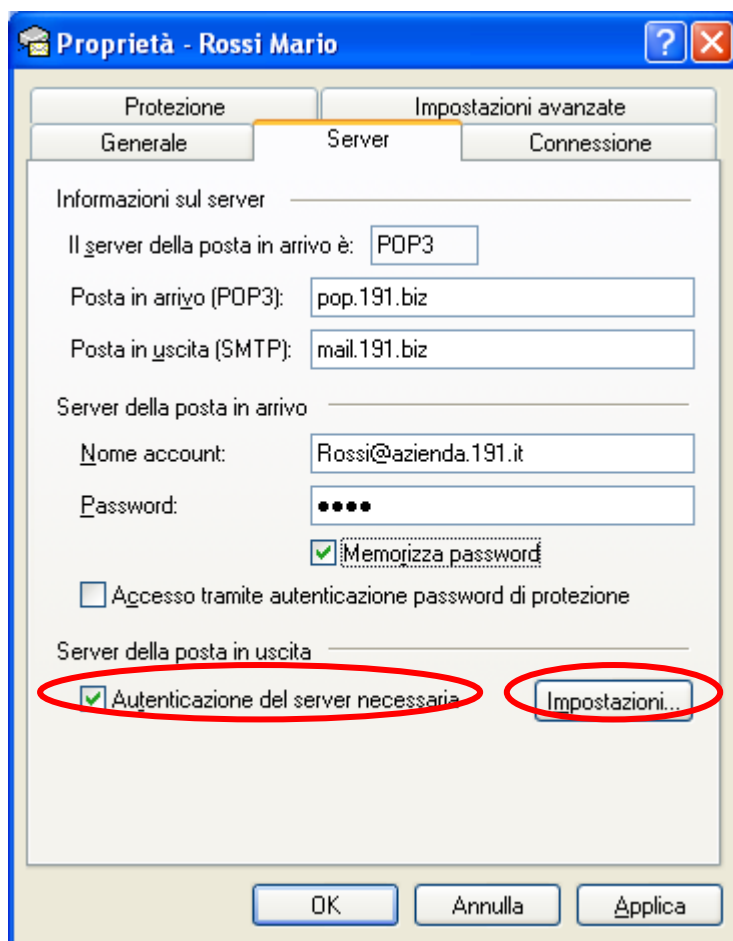 Proprietà - Rossi Mario
Protezione Impostazioni avanzate
Generale Server Connessione
Informazioni sul server
Il server della posta in arrivo è: POP3
Posta in arrivo (POP3): pop.191.biz
Posta in uscita (SMTP): mail.191.biz
Server della posta in arrivo
Nome account: Rossi@azienda.191.it
Password: ●●●●
Memorizza password
Accesso tramite autenticazione password di protezione
Server della posta in uscita
Autenticazione del server necessaria Impostazioni...
OK Annulla Applica